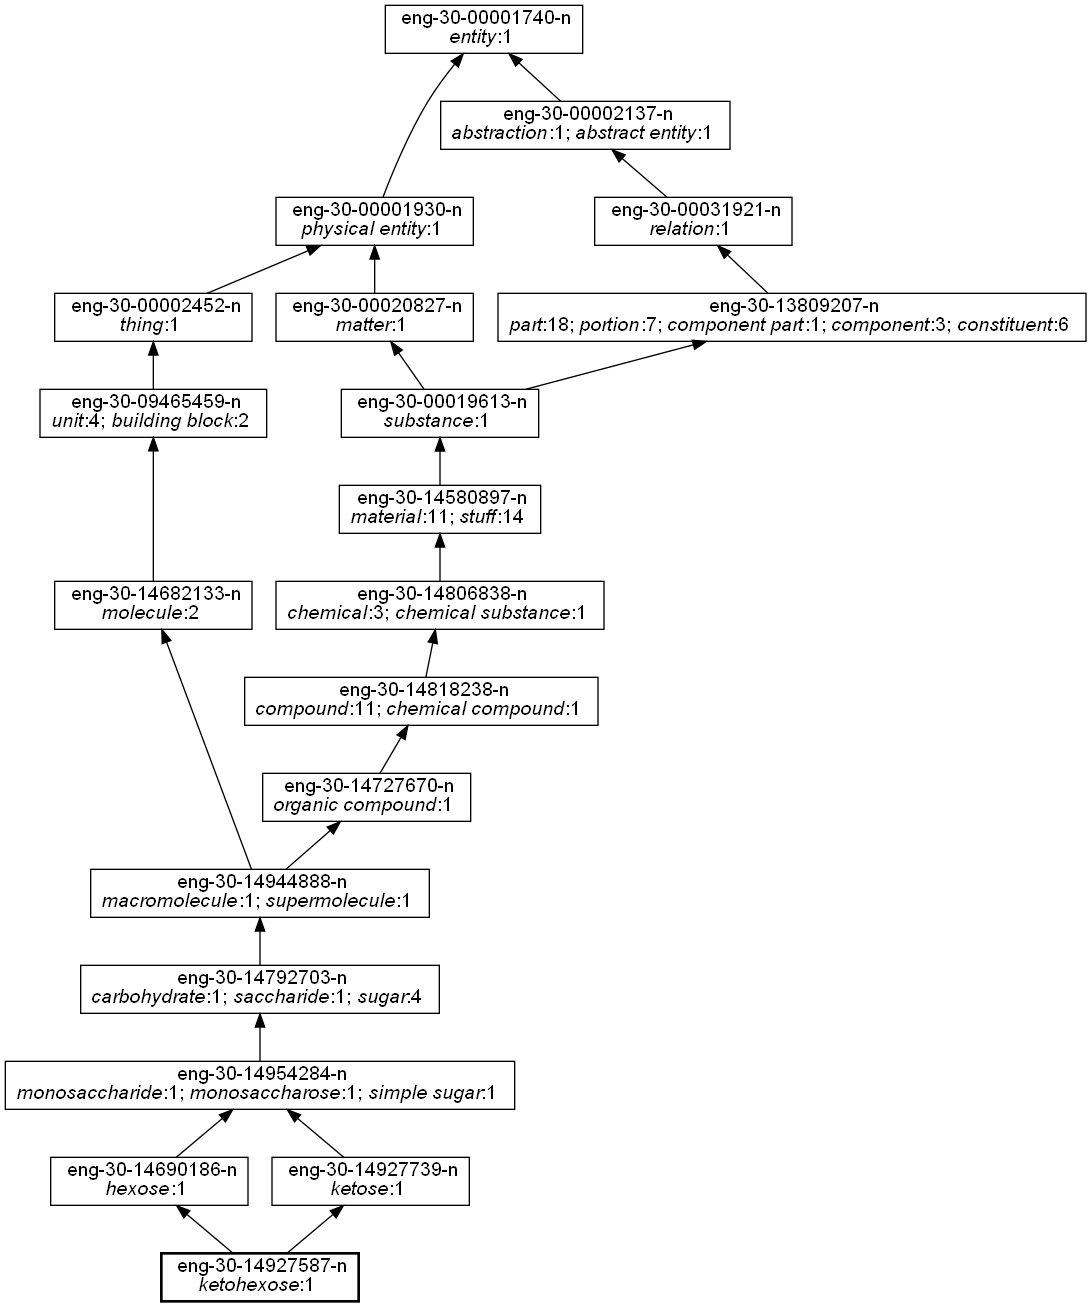 eng-30-00001740-n
entity:1
eng-30-00002137-n
abstraction:1; abstract entity:1
eng-30-00001930-n
physical entity:1
eng-30-00031921-n
relation:1
eng-30-00002452-n
thing:1
eng-30-00020827-n
matter:1
eng-30-13809207-n
part:18; portion:7; component part:1; component:3; constituent:6
eng-30-09465459-n
unit:4; building block:2
eng-30-00019613-n
substance:1
eng-30-14580897-n
material:11; stuff:14
eng-30-14682133-n
molecule:2
eng-30-14806838-n
chemical:3; chemical substance:1
eng-30-14818238-n
compound:11; chemical compound:1
eng-30-14727670-n
organic compound:1
eng-30-14944888-n
macromolecule:1; supermolecule:1
eng-30-14792703-n
carbohydrate:1; saccharide:1; sugar:4
eng-30-14954284-n
monosaccharide:1; monosaccharose:1; simple sugar:1
eng-30-14690186-n
hexose:1
eng-30-14927739-n
ketose:1
eng-30-14927587-n
ketohexose:1